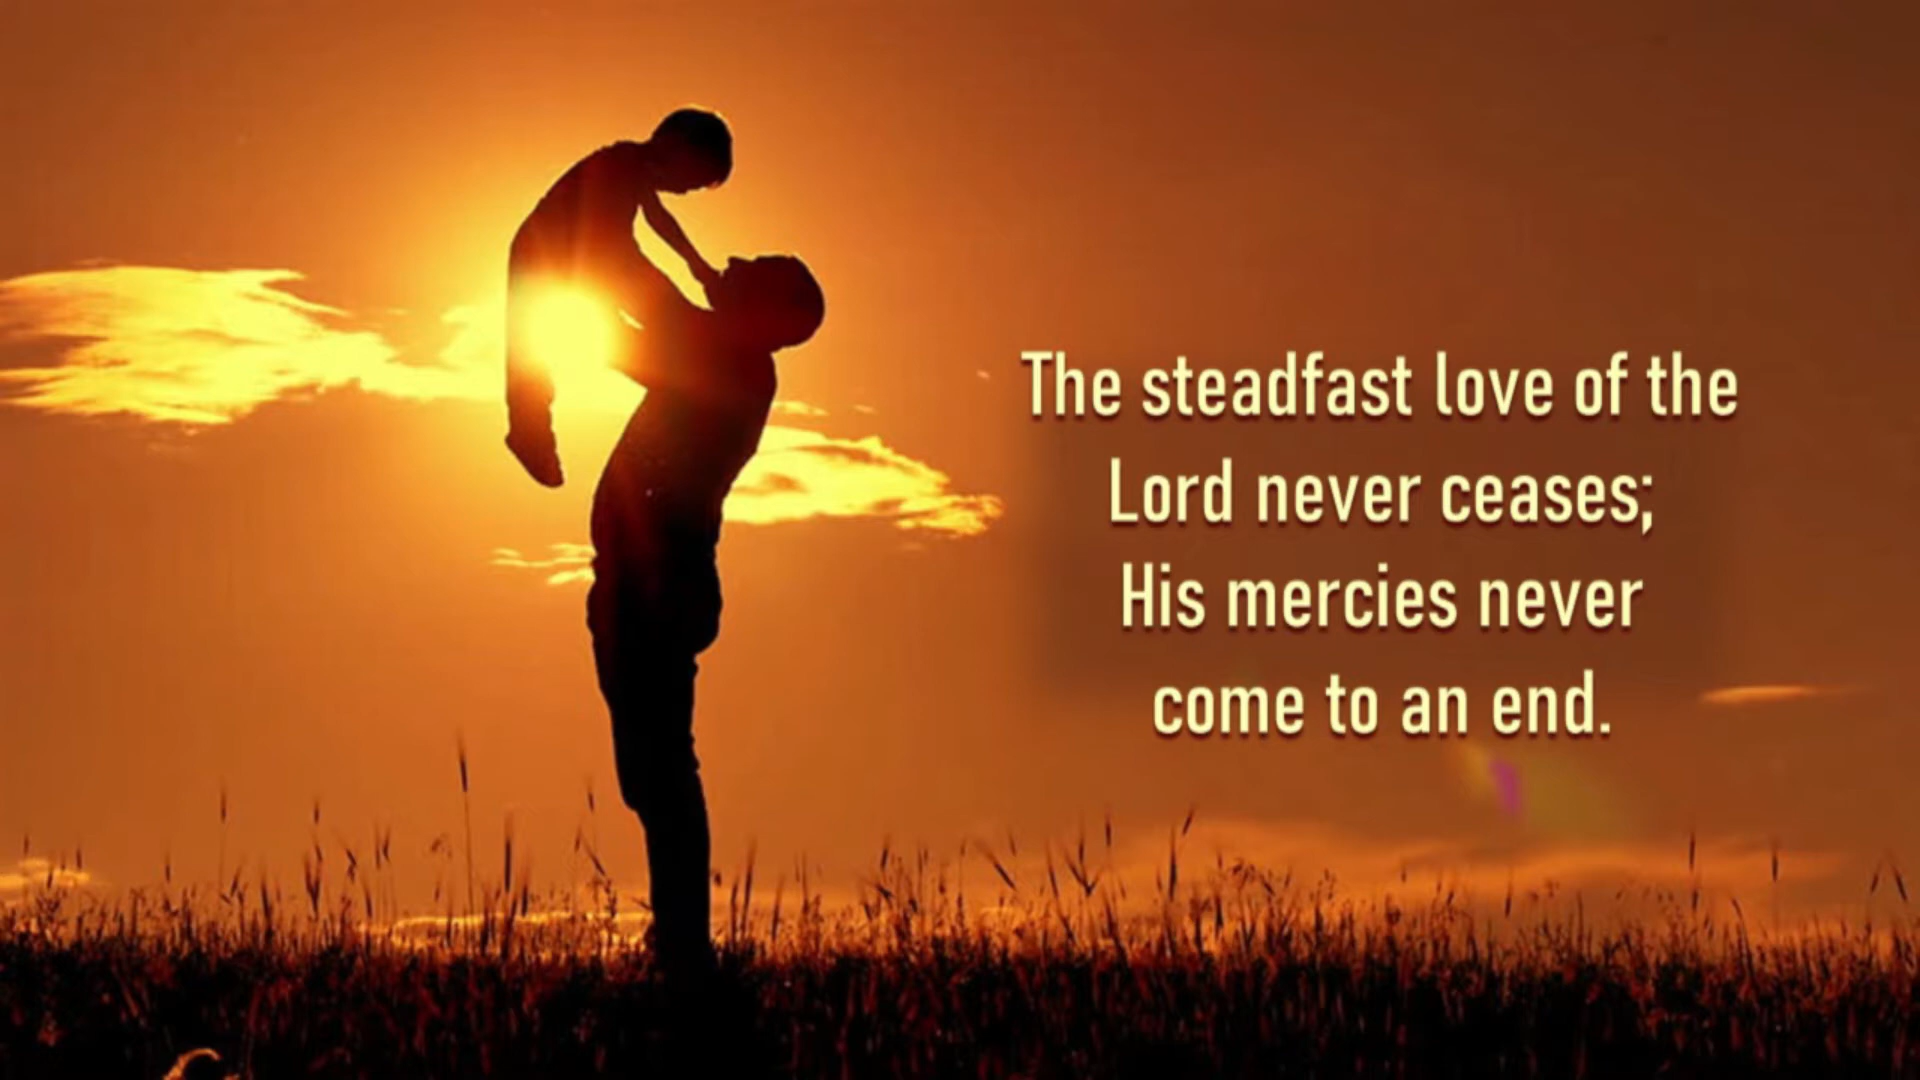 The steadfast love of the
Lord never ceases;
His mercies never
come to an end.